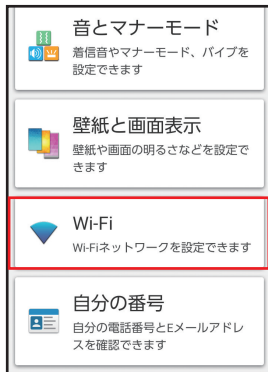 音とマナーモード
着信音やマナーモード、バイブを
設定できます
壁紙と画面表示
壁紙や画面の明るさなどを設定で
きます
Wi-Fi
Wi-Fiネットワークを設定できます
自分の番号
自分の電話番号とEメールアドレ
スを確認できます